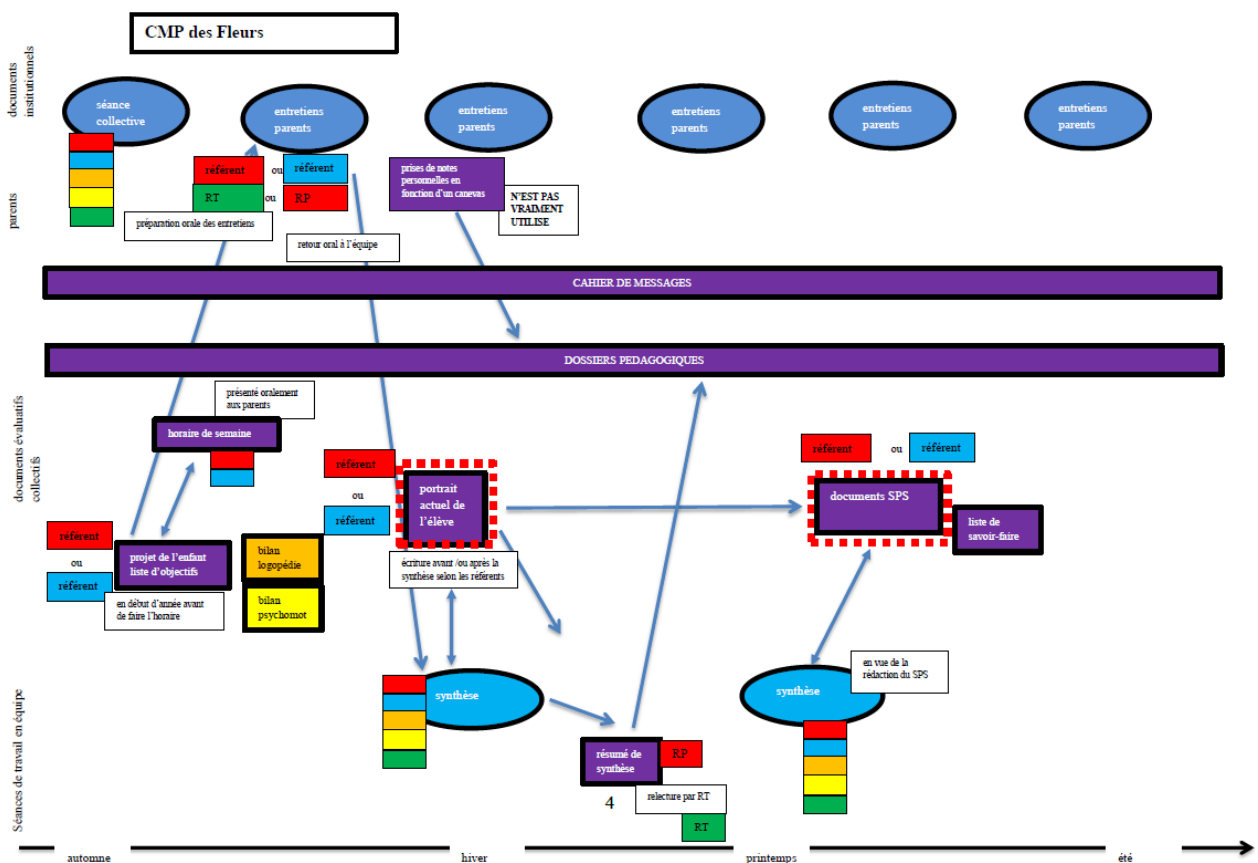 CMP des Fleurs
documents
institutionnels
séance
collective
entretiens
parents
entretiens
parents
entretiens
parents
entretiens
parents
entretiens
parents
parents
référent
ou
référent
RT
ou
RP
préparation orale des entretiens
retour oral à l'équipe
prises de notes
personnelles en
fonction d'un canevas
N'EST PAS
VRAIMENT
UTILISE
CAHIER DE MESSAGES
DOSSIERS PEDAGOGIQUES
documents évaluatifs
collectifs
présenté oralement
aux parents
horaire de semaine
référent
ou
référent
projet de l'enfant
liste d'objectifs
en début d'année avant
de faire l'horaire
bilan
logopédie
bilan
psychomot
référent
ou
référent
portrait
actuel de
l'élève
écriture avant /ou après la
synthèse selon les référents
référent
ou
référent
documents SPS
liste de
savoir-faire
Séances de travail en équipe
synthèse
résumé de
synthèse
RP
4
relecture par RT
RT
synthèse
en vue de la
rédaction du SPS
automne
hiver
printemps
été